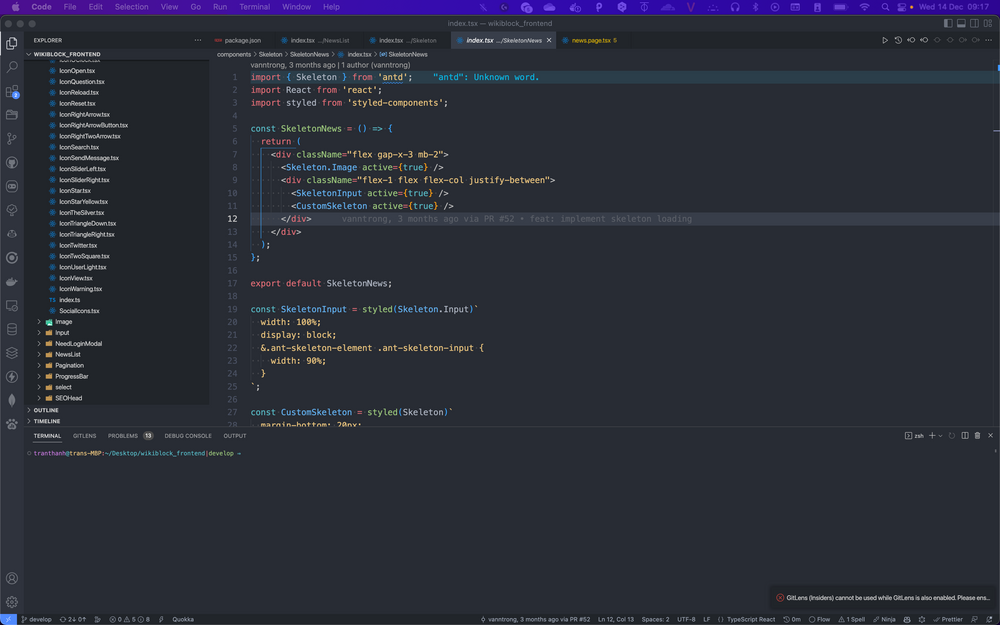 Code File Edit Selection View Go Run Terminal Window Help Wed 14 Dec 09:17
index.tsx — wikiblock_frontend
EXPLORER
WIKIBLOCK_FRONTEND
IconOpen.tsx
IconQuestion.tsx
IconReload.tsx
IconReset.tsx
IconRightArrow.tsx
IconRightArrowButton.tsx
IconRightTwoArrow.tsx
IconSearch.tsx
IconSendMessage.tsx
IconSliderLeft.tsx
IconSliderRight.tsx
IconStar.tsx
IconStarYellow.tsx
IconTheSilver.tsx
IconTriangleDown.tsx
IconTriangleRight.tsx
IconTwitter.tsx
IconTwoSquare.tsx
IconUserLight.tsx
IconView.tsx
IconWarning.tsx
TS index.ts
SocialIcons.tsx
Image
Input
NeedLoginModal
NewsList
Pagination
ProgressBar
select
SEOHead
OUTLINE
TIMELINE
package.json index.tsx .../NewsList index.tsx .../Skeleton index.tsx .../SkeletonNews news.page.tsx 5
components > Skeleton > SkeletonNews > index.tsx > SkeletonNews
vanntrong, 3 months ago | 1 author (vanntrong)
1 import { Skeleton } from 'antd'; "antd": Unknown word.
2 import React from 'react';
3 import styled from 'styled-components';
4
5 const SkeletonNews = () => {
6 return (
7 <div className="flex gap-x-3 mb-2">
8 <Skeleton.Image active={true} />
9 <div className="flex-1 flex flex-col justify-between">
10 <SkeletonInput active={true} />
11 <CustomSkeleton active={true} />
12 </div> vanntrong, 3 months ago via PR #52 • feat: implement skeleton loading
13 </div>
14 );
15 };
16
17 export default SkeletonNews;
18
19 const SkeletonInput = styled(Skeleton.Input)`
20 width: 100%;
21 display: block;
22 &.ant-skeleton-element .ant-skeleton-input {
23 width: 90%;
24 }
25 `;
26
27 const CustomSkeleton = styled(Skeleton)`
28 margin-bottom: 20px;
TERMINAL GITLENS PROBLEMS 13 DEBUG CONSOLE OUTPUT zsh
tranthanh@trans-MBP:~/Desktop/wikiblock_frontend|develop →
GitLens (Insiders) cannot be used while GitLens is also enabled. Please ens...
develop 2↓ 0↑ 0 5 8 Quokka vanntrong, 3 months ago via PR #52 Ln 12, Col 13 Spaces: 2 UTF-8 LF TypeScript React 0m Flow 1 Spell Ninja Prettier